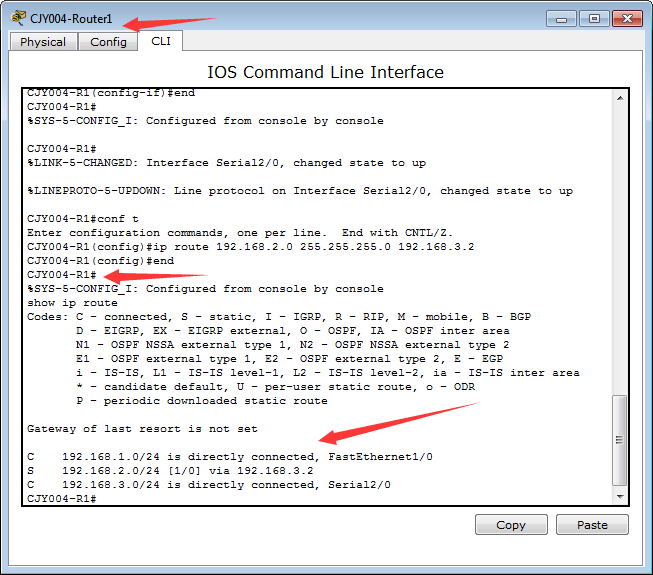 CJY004-Router1
Physical Config CLI
IOS Command Line Interface
CJY004-R1(config-if)#end
CJY004-R1#
%SYS-5-CONFIG_I: Configured from console by console
CJY004-R1#
%LINK-5-CHANGED: Interface Serial2/0, changed state to up
%LINEPROTO-5-UPDOWN: Line protocol on Interface Serial2/0, changed state to up
CJY004-R1#conf t
Enter configuration commands, one per line.  End with CNTL/Z.
CJY004-R1(config)#ip route 192.168.2.0 255.255.255.0 192.168.3.2
CJY004-R1(config)#end
CJY004-R1#
%SYS-5-CONFIG_I: Configured from console by console
show ip route
Codes: C - connected, S - static, I - IGRP, R - RIP, M - mobile, B - BGP
       D - EIGRP, EX - EIGRP external, O - OSPF, IA - OSPF inter area
       N1 - OSPF NSSA external type 1, N2 - OSPF NSSA external type 2
       E1 - OSPF external type 1, E2 - OSPF external type 2, E - EGP
       i - IS-IS, L1 - IS-IS level-1, L2 - IS-IS level-2, ia - IS-IS inter area
       * - candidate default, U - per-user static route, o - ODR
       P - periodic downloaded static route
Gateway of last resort is not set
C    192.168.1.0/24 is directly connected, FastEthernet1/0
S    192.168.2.0/24 [1/0] via 192.168.3.2
C    192.168.3.0/24 is directly connected, Serial2/0
CJY004-R1#
Copy Paste